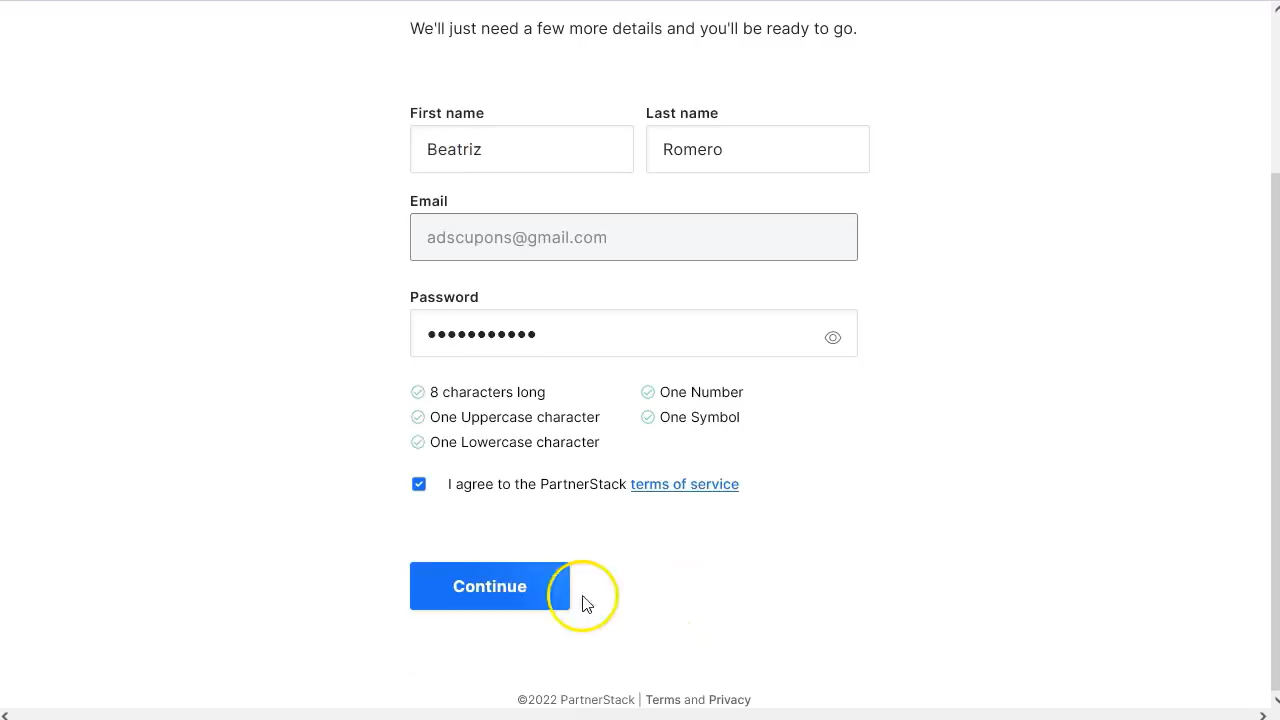 We'll just need a few more details and you'll be ready to go.
First name
Last name
Beatriz
Romero
Email
adscupons@gmail.com
Password
8 characters long
One Number
One Uppercase character
One Symbol
One Lowercase character
I agree to the PartnerStack terms of service
Continue
©2022 PartnerStack | Terms and Privacy